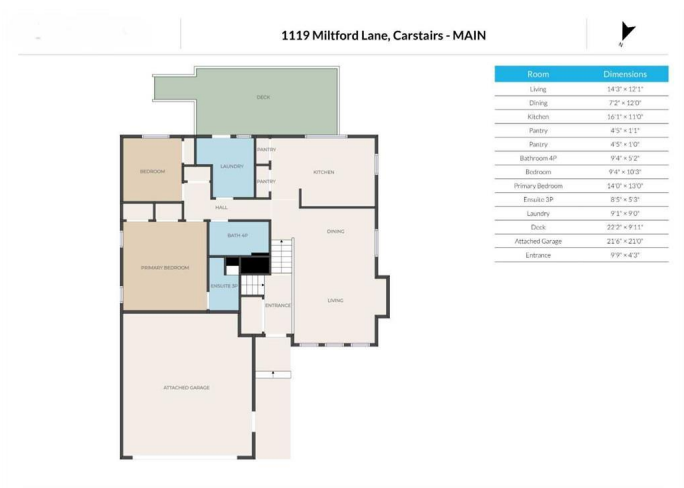 1119 Miltford Lane, Carstairs - MAIN
N
Room Dimensions
Living 14'3" × 12'1"
Dining 7'2" × 12'0"
Kitchen 16'1" × 11'0"
Pantry 4'5" × 1'1"
Pantry 4'5" × 1'0"
Bathroom 4P 9'4" × 5'2"
Bedroom 9'4" × 10'3"
Primary Bedroom 14'0" × 13'0"
Ensuite 3P 8'5" × 5'3"
Laundry 9'1" × 9'0"
Deck 22'2" × 9'11"
Attached Garage 21'6" × 21'0"
Entrance 9'9" × 4'3"
DECK
PANTRY
LAUNDRY
BEDROOM
KITCHEN
PANTRY
HALL
DINING
BATH 4P
PRIMARY BEDROOM
ENSUITE 3P
ENTRANCE
LIVING
ATTACHED GARAGE